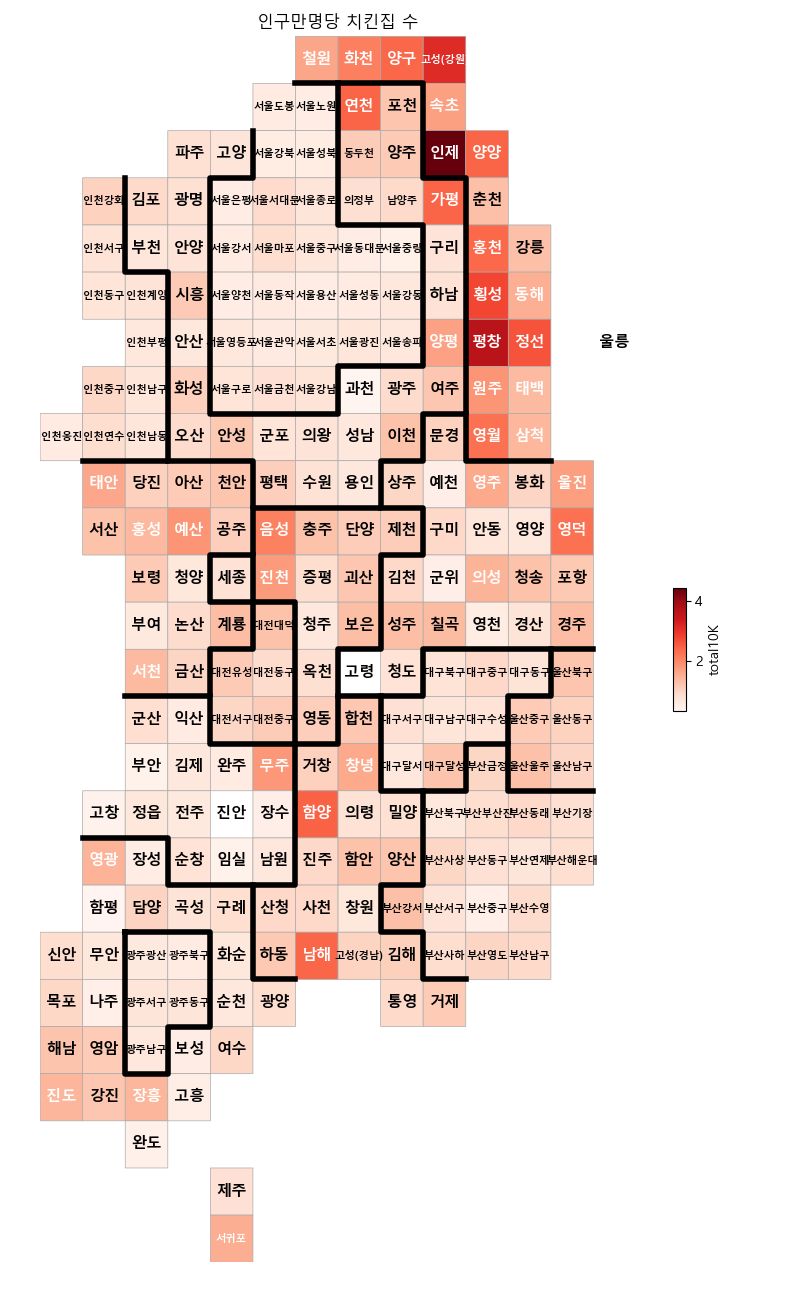 인구만명당 치킨집 수
철원 화천 양구 고성(강원
서울도봉 서울노원 연천 포천 속초
파주 고양 서울강북 서울성북 동두천 양주 인제 양양
인천강화 김포 광명 서울은평 서울서대문 서울종로 의정부 남양주 가평 춘천
인천서구 부천 안양 서울강서 서울마포 서울중구 서울동대문 서울중랑 구리 홍천 강릉
인천동구 인천계양 시흥 서울양천 서울동작 서울용산 서울성동 서울강동 하남 횡성 동해
인천부평 안산 서울영등포 서울관악 서울서초 서울광진 서울송파 양평 평창 정선 울릉
인천중구 인천남구 화성 서울구로 서울금천 서울강남 과천 광주 여주 원주 태백
인천옹진 인천연수 인천남동 오산 안성 군포 의왕 성남 이천 문경 영월 삼척
태안 당진 아산 천안 평택 수원 용인 상주 예천 영주 봉화 울진
서산 홍성 예산 공주 음성 충주 단양 제천 구미 안동 영양 영덕
보령 청양 세종 진천 증평 괴산 김천 군위 의성 청송 포항
4
부여 논산 계룡 대전대덕 청주 보은 성주 칠곡 영천 경산 경주
total10K
서천 금산 대전유성 대전동구 옥천 고령 청도 대구북구 대구중구 대구동구 울산북구
2
군산 익산 대전서구 대전중구 영동 합천 대구서구 대구남구 대구수성 울산중구 울산동구
부안 김제 완주 무주 거창 창녕 대구달서 대구달성 부산금정 울산울주 울산남구
고창 정읍 전주 진안 장수 함양 의령 밀양 부산북구 부산부산진 부산동래 부산기장
영광 장성 순창 임실 남원 진주 함안 양산 부산사상 부산동구 부산연제 부산해운대
함평 담양 곡성 구례 산청 사천 창원 부산강서 부산서구 부산중구 부산수영
신안 무안 광주광산 광주북구 화순 하동 남해 고성(경남) 김해 부산사하 부산영도 부산남구
목포 나주 광주서구 광주동구 순천 광양 통영 거제
해남 영암 광주남구 보성 여수
진도 강진 장흥 고흥
완도
제주
서귀포